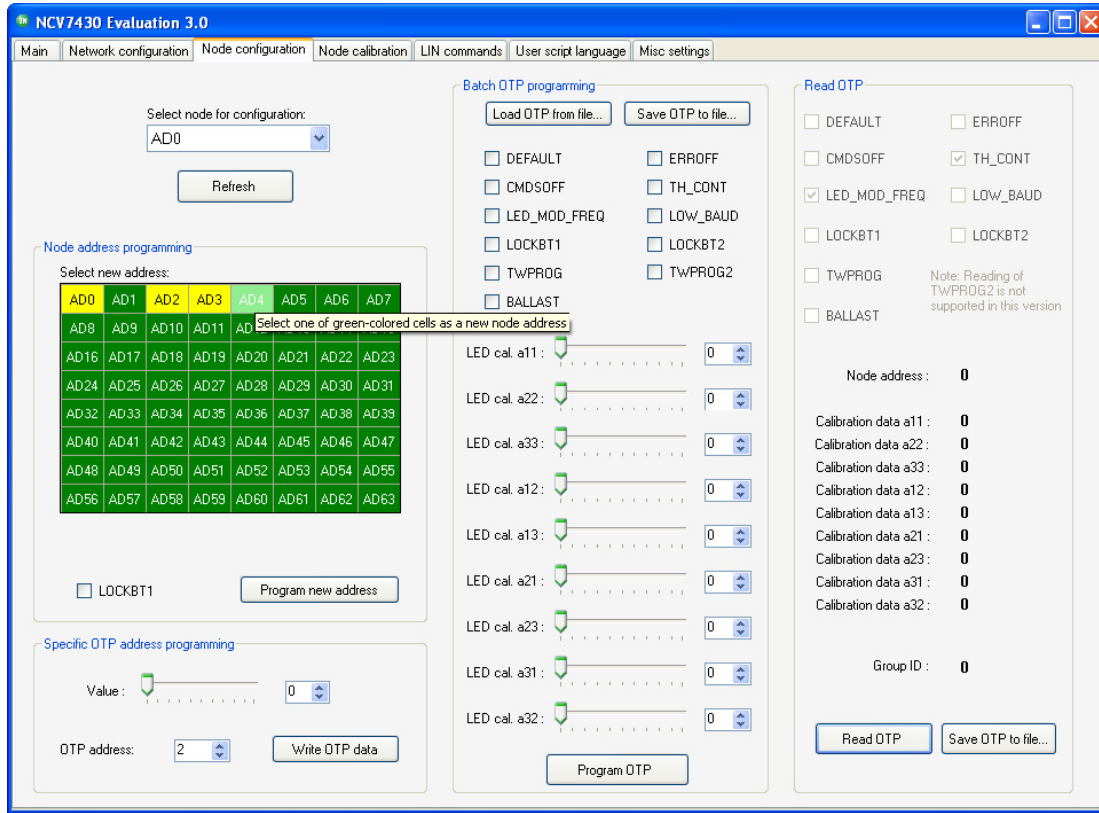 NCV7430 Evaluation 3.0
Main Network configuration Node configuration Node calibration LIN commands User script language Misc settings
Select node for configuration:
AD0
Refresh
Node address programming
Select new address:
AD0 AD1 AD2 AD3 AD4 AD5 AD6 AD7
AD8 AD9 AD10 AD11
Select one of green-colored cells as a new node address
AD16 AD17 AD18 AD19 AD20 AD21 AD22 AD23
AD24 AD25 AD26 AD27 AD28 AD29 AD30 AD31
AD32 AD33 AD34 AD35 AD36 AD37 AD38 AD39
AD40 AD41 AD42 AD43 AD44 AD45 AD46 AD47
AD48 AD49 AD50 AD51 AD52 AD53 AD54 AD55
AD56 AD57 AD58 AD59 AD60 AD61 AD62 AD63
LOCKBT1 Program new address
Specific OTP address programming
Value : 0
OTP address: 2 Write OTP data
Batch OTP programming
Load OTP from file... Save OTP to file...
DEFAULT ERROFF
CMDSOFF TH_CONT
LED_MOD_FREQ LOW_BAUD
LOCKBT1 LOCKBT2
TWPROG TWPROG2
BALLAST
LED cal. a11 : 0
LED cal. a22 : 0
LED cal. a33 : 0
LED cal. a12 : 0
LED cal. a13 : 0
LED cal. a21 : 0
LED cal. a23 : 0
LED cal. a31 : 0
LED cal. a32 : 0
Program OTP
Read OTP
DEFAULT ERROFF
CMDSOFF TH_CONT
LED_MOD_FREQ LOW_BAUD
LOCKBT1 LOCKBT2
TWPROG
BALLAST
Note: Reading of
TWPROG2 is not
supported in this version
Node address : 0
Calibration data a11 : 0
Calibration data a22 : 0
Calibration data a33 : 0
Calibration data a12 : 0
Calibration data a13 : 0
Calibration data a21 : 0
Calibration data a23 : 0
Calibration data a31 : 0
Calibration data a32 : 0
Group ID : 0
Read OTP Save OTP to file...